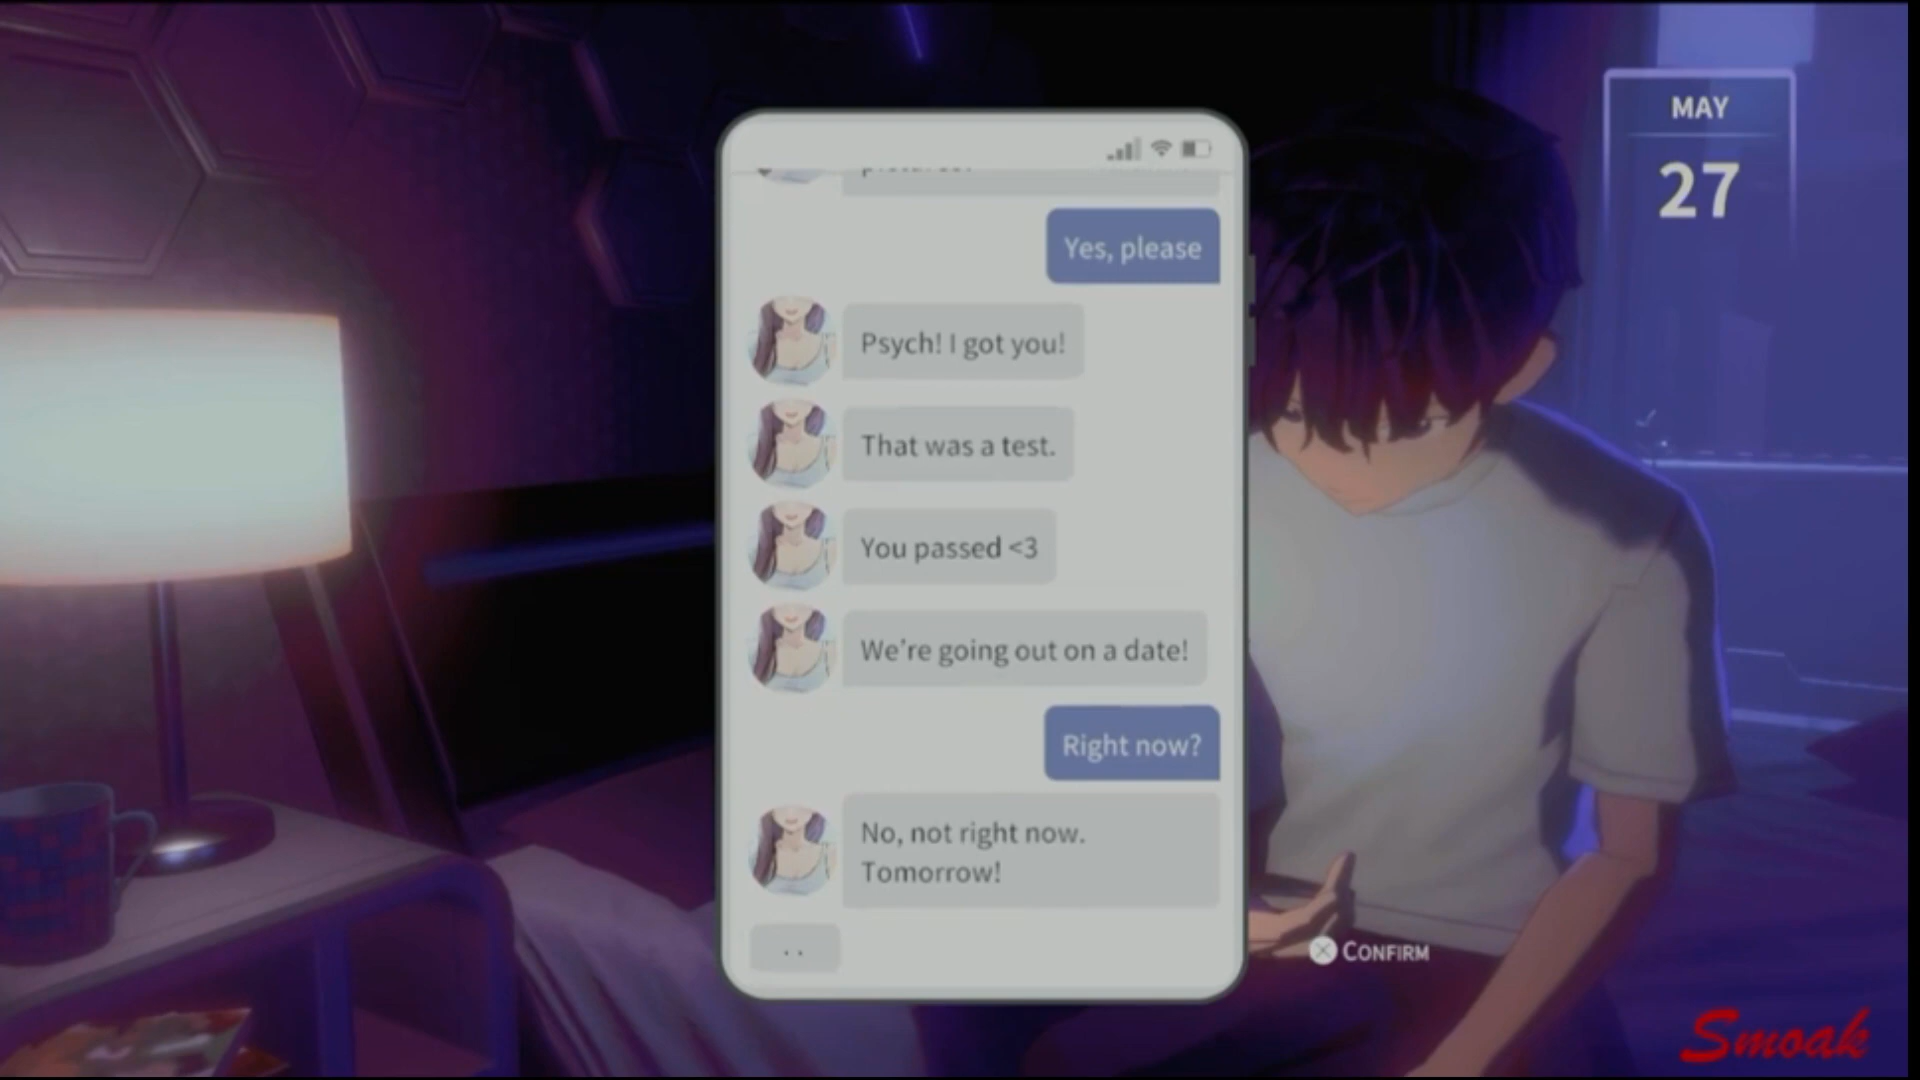 MAY
27
Yes, please
Psych! I got you!
That was a test.
You passed <3
We're going out on a date!
Right now?
No, not right now.
Tomorrow!
..
CONFIRM
Smoak